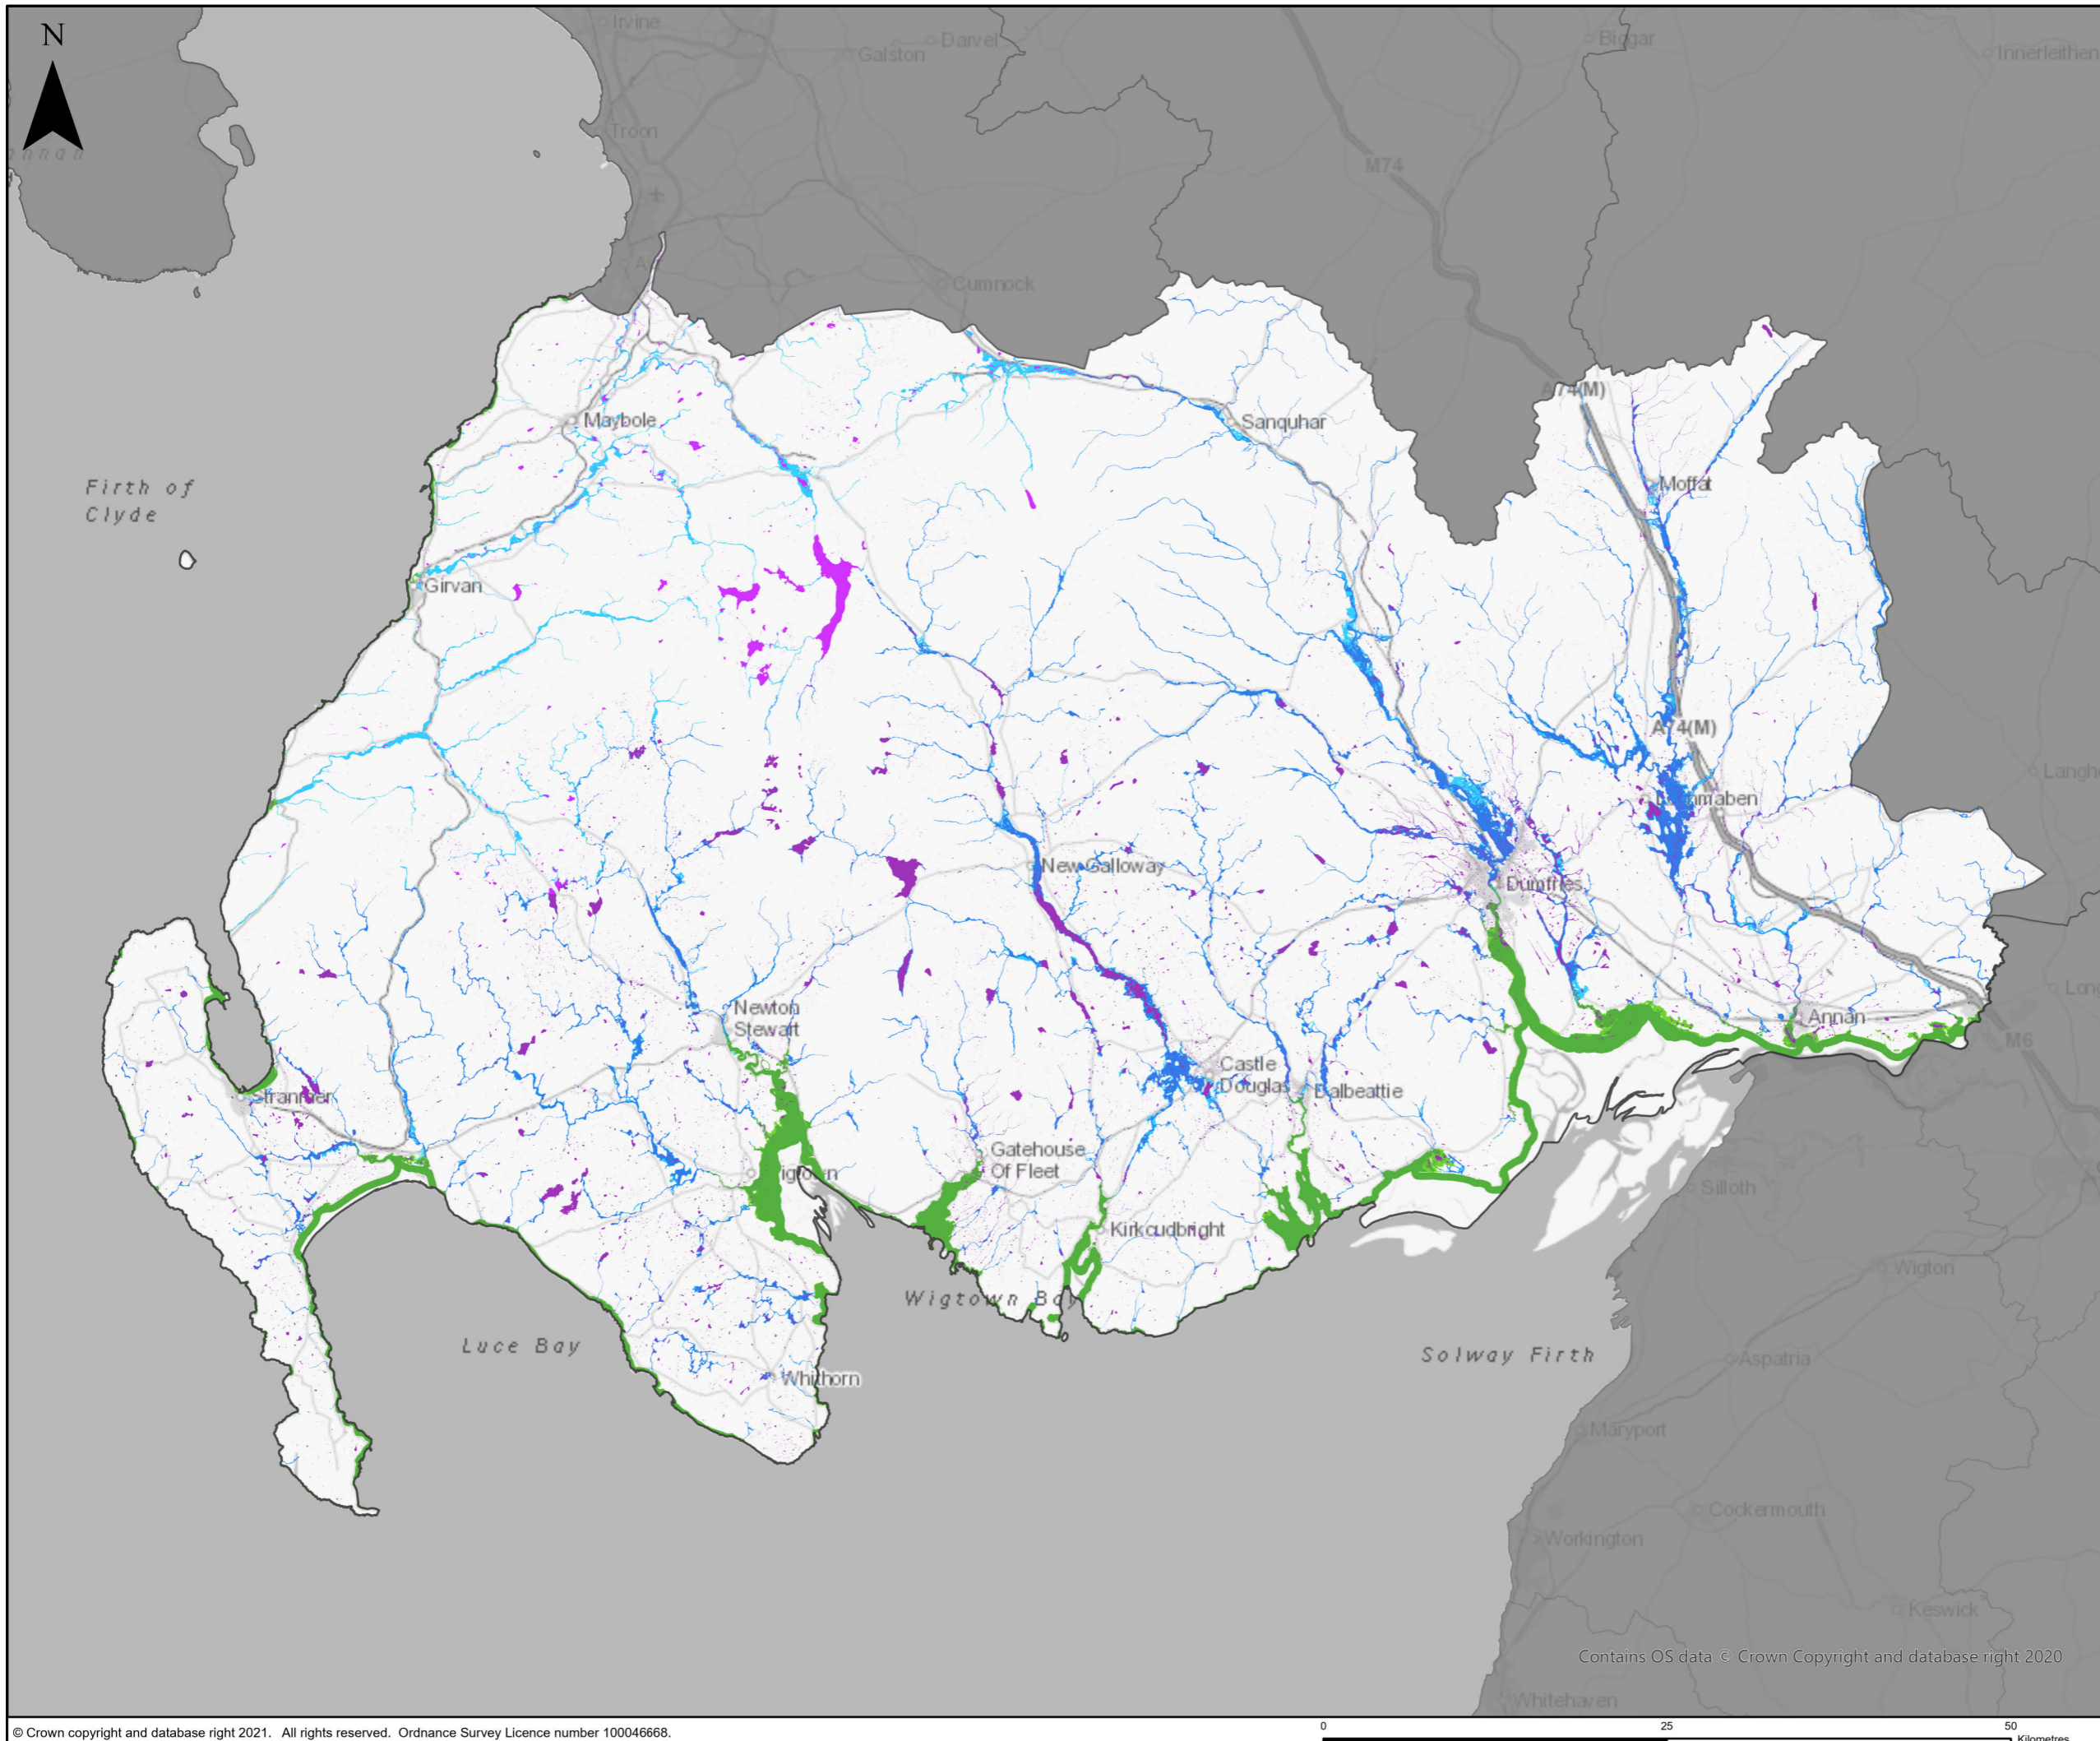 N
Irvine
Darvel
Galston
Biggar
Innerleithen
Troon
M74
Cumnock
A74(M)
Maybole
Sanquhar
Firth of
Clyde
Moffat
Girvan
A74(M)
New Galloway
Dumfries
Newton
Stewart
Annan
M6
Castle
Douglas
Dalbeattie
Stranraer
Gatehouse
Of Fleet
Silloth
Kirkcudbright
Wigton
Wigtown Bay
Luce Bay
Solway Firth
Aspatria
Whithorn
Maryport
Cockermouth
Workington
Keswick
Contains OS data © Crown Copyright and database right 2020
Whitehaven
© Crown copyright and database right 2021. All rights reserved. Ordnance Survey Licence number 100046668.
0 25 50
Kilometres